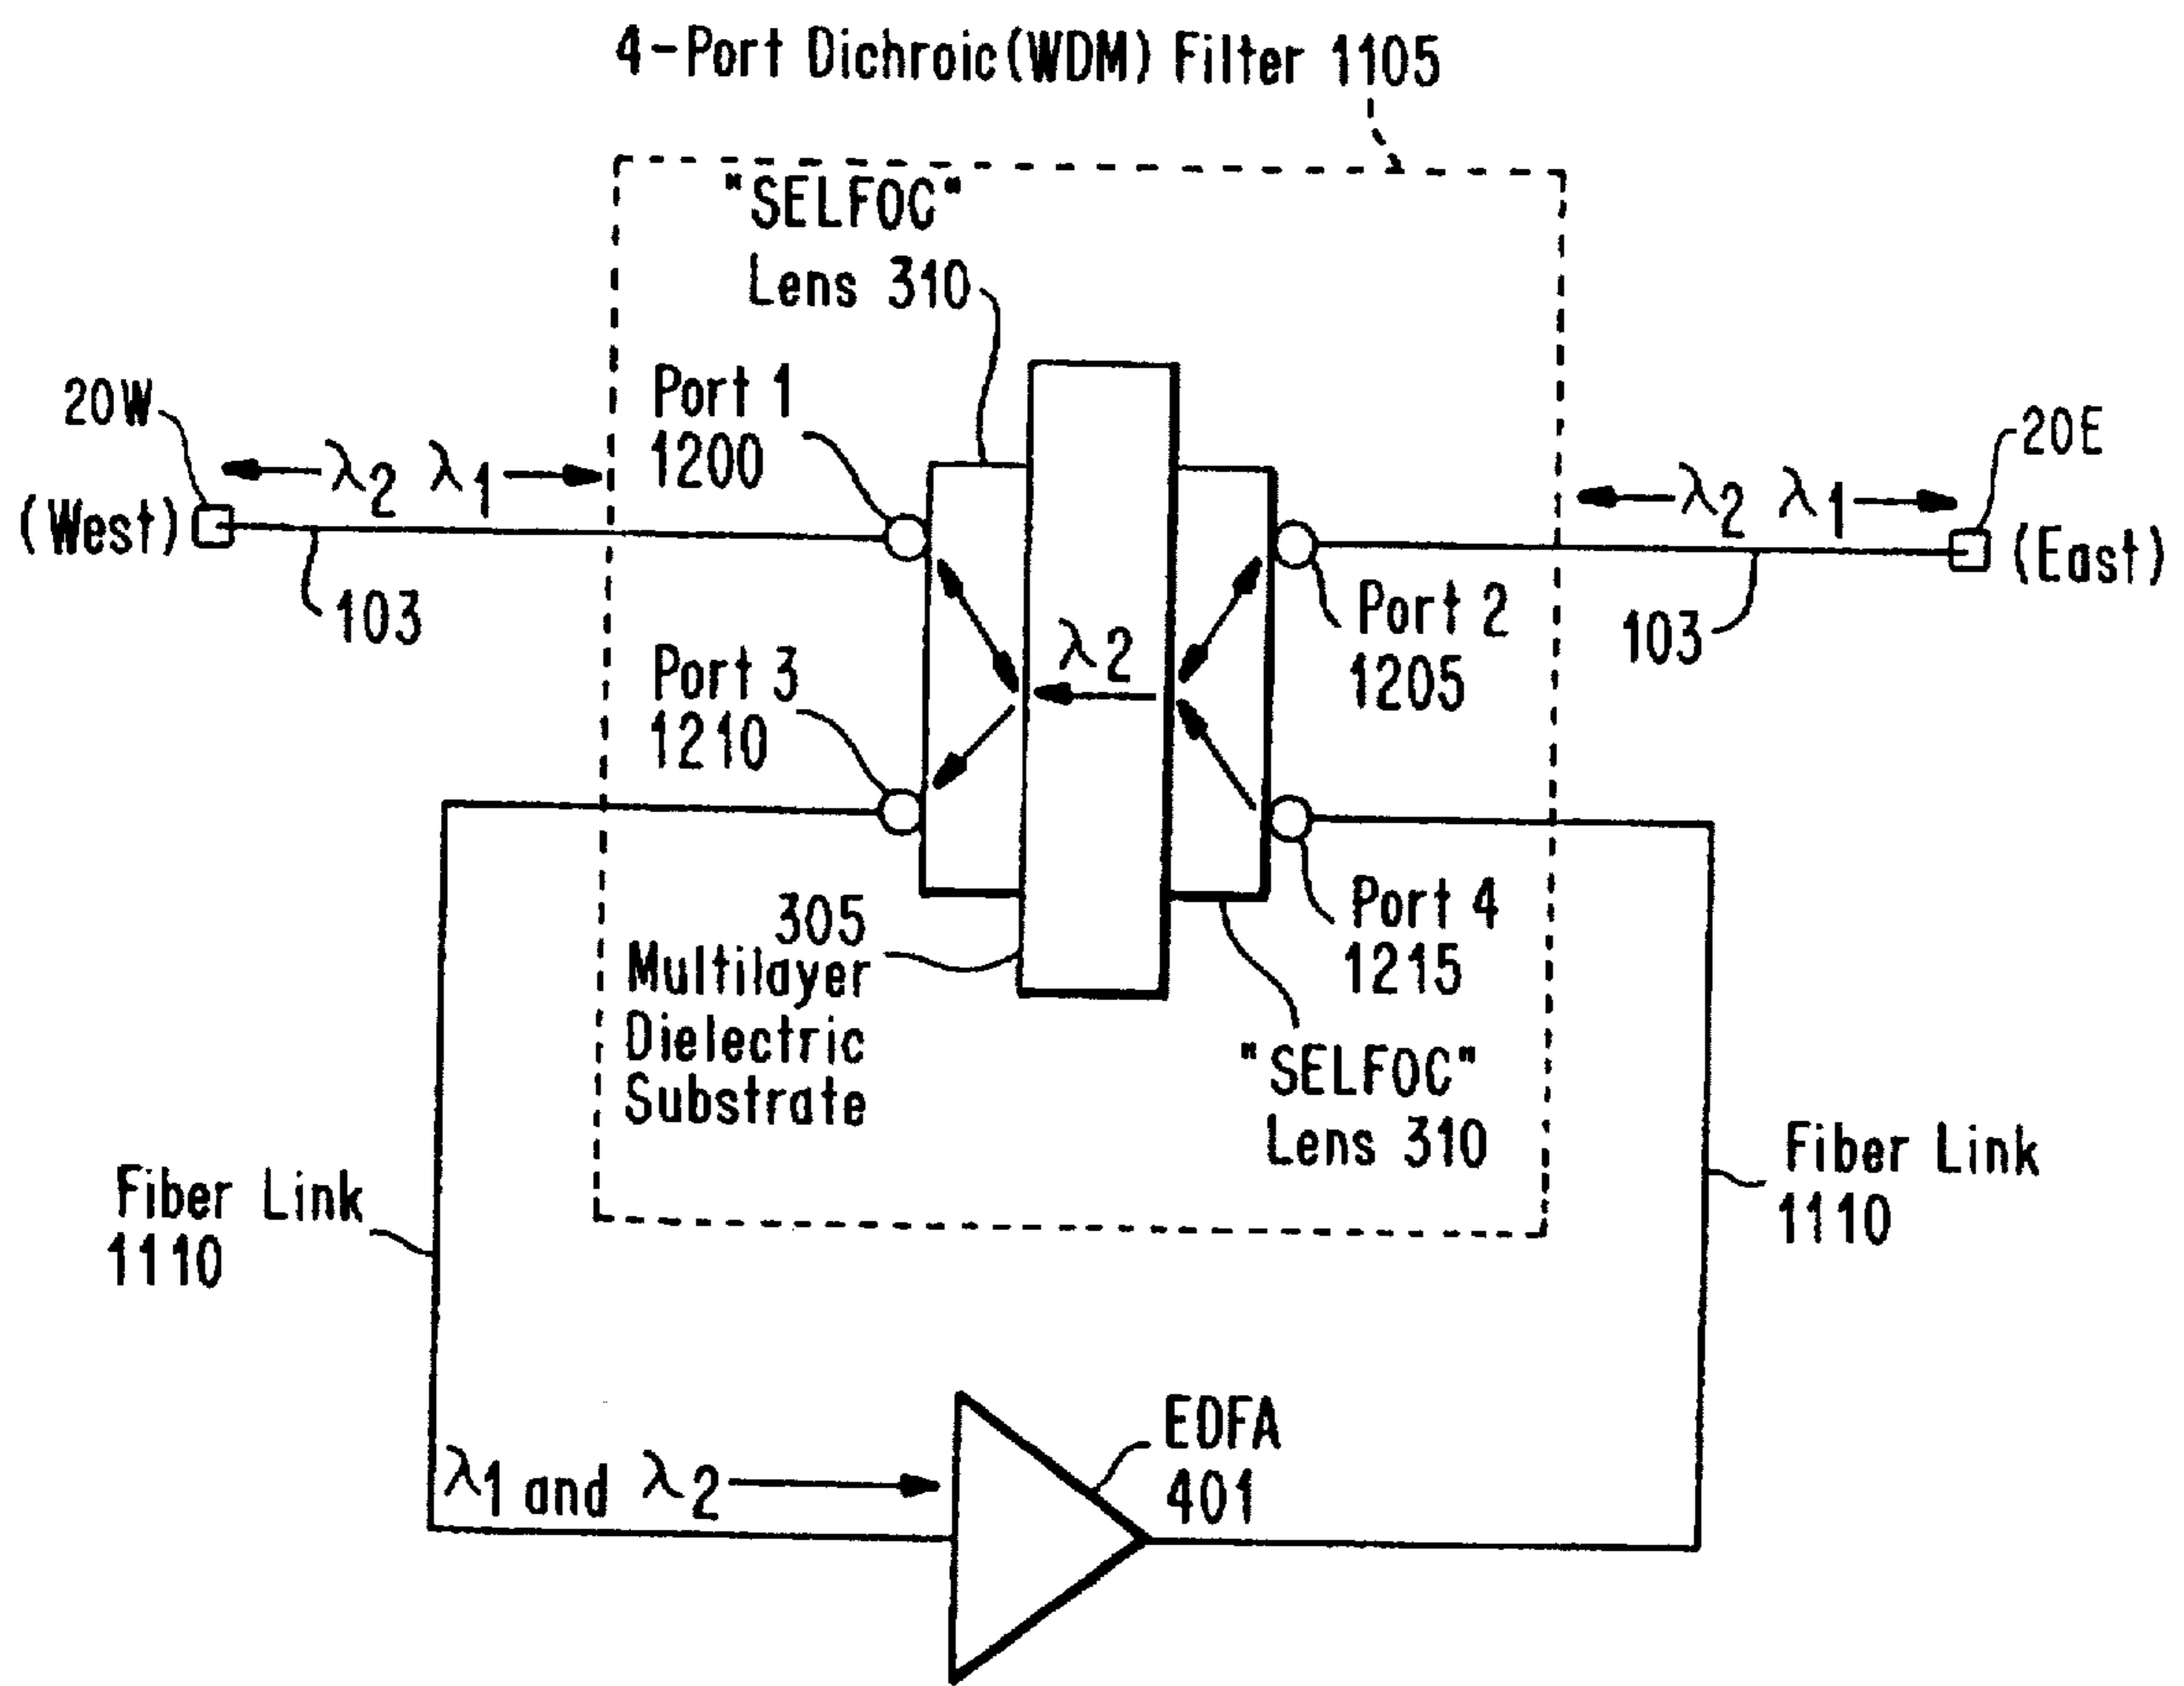 4-Port Dichroic(WDM) Filter 1105
"SELFOC"
Lens 310
Port 1
1200
20W
λ2 λ1
(West)
103
20E
λ2 λ1
(East)
103
Port 2
1205
λ2
Port 3
1210
Port 4
1215
305
Multilayer
Dielectric
Substrate
"SELFOC"
Lens 310
Fiber Link
1110
Fiber Link
1110
λ1 and λ2
EDFA
401